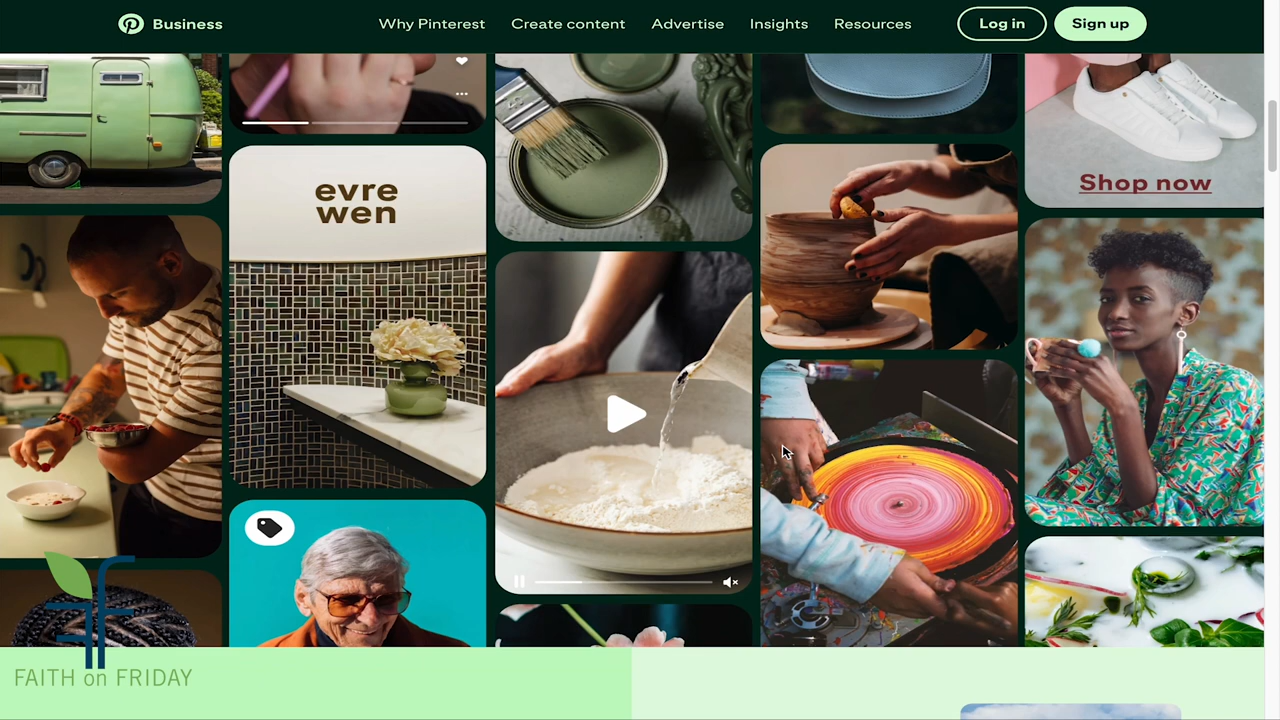 Business
Why Pinterest
Create content
Advertise
Insights
Resources
Log in
Sign up
evre
wen
Shop now
FAITH on FRIDAY